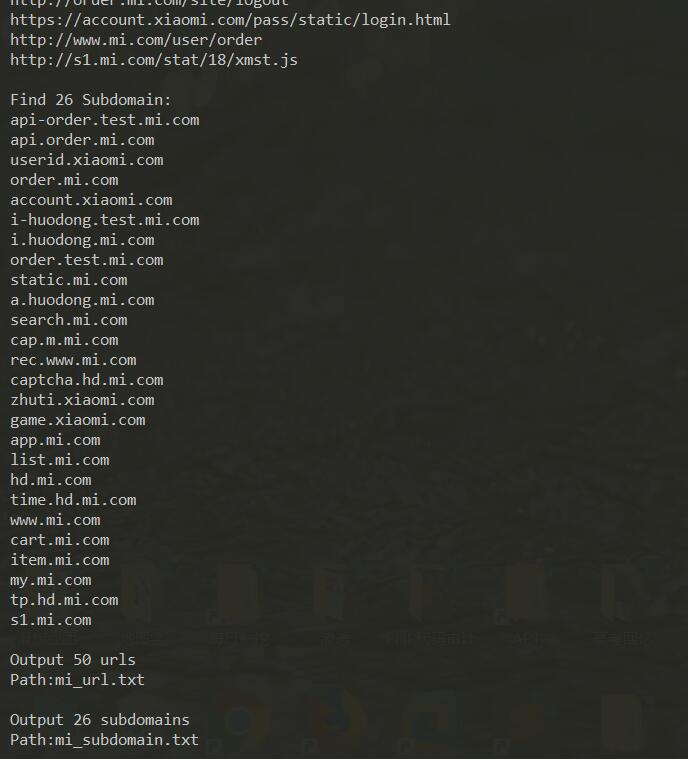 http://order.mi.com/site/logout
https://account.xiaomi.com/pass/static/login.html
http://www.mi.com/user/order
http://s1.mi.com/stat/18/xmst.js
Find 26 Subdomain:
api-order.test.mi.com
api.order.mi.com
userid.xiaomi.com
order.mi.com
account.xiaomi.com
i-huodong.test.mi.com
i.huodong.mi.com
order.test.mi.com
static.mi.com
a.huodong.mi.com
search.mi.com
cap.m.mi.com
rec.www.mi.com
captcha.hd.mi.com
zhuti.xiaomi.com
game.xiaomi.com
app.mi.com
list.mi.com
hd.mi.com
time.hd.mi.com
www.mi.com
cart.mi.com
item.mi.com
my.mi.com
tp.hd.mi.com
s1.mi.com
Output 50 urls
Path:mi_url.txt
Output 26 subdomains
Path:mi_subdomain.txt